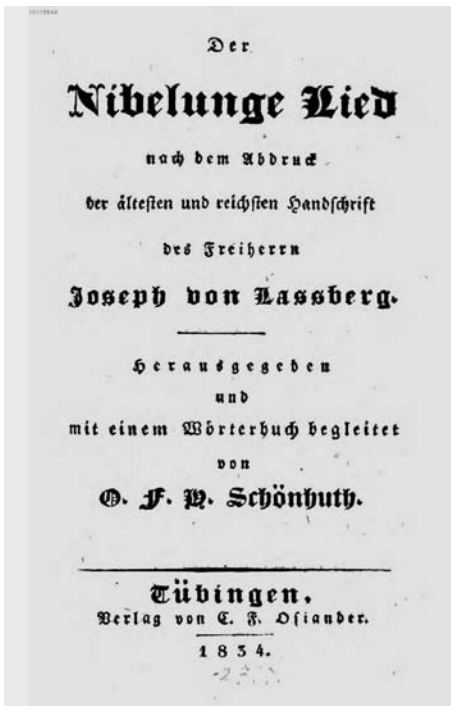 Der
Nibelunge Lied
nach dem Abdruck
der ältesten und reichsten Handschrift
des Freiherrn
Joseph von Lassberg.
Herausgegeben
und
mit einem Wörterbuch begleitet
von
O. F. H. Schönhuth.
Tübingen.
Verlag von C. F. Osiander.
1834.